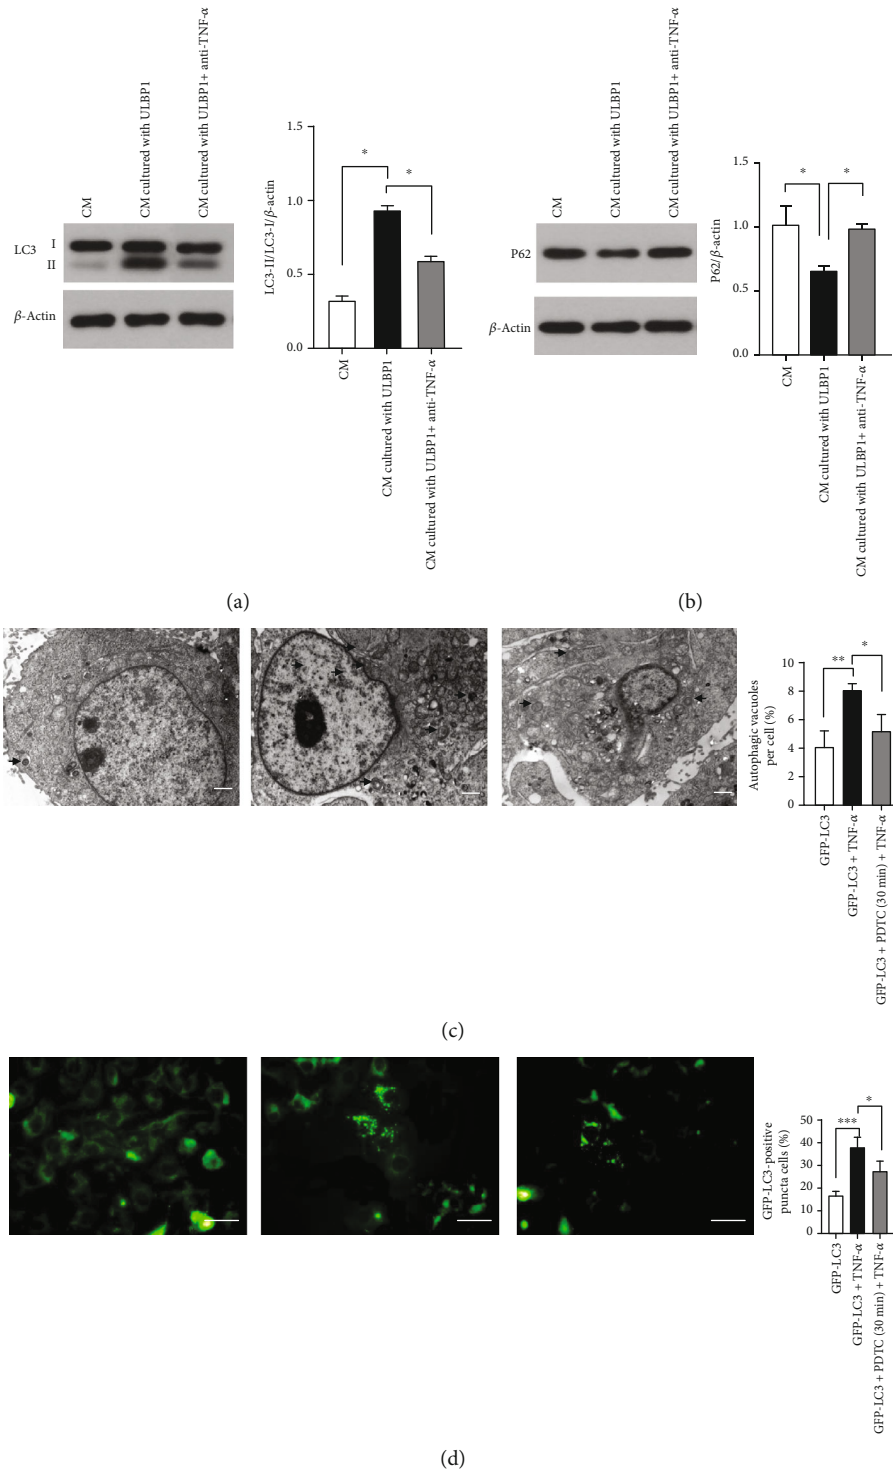 CM
CM cultured with ULBP1
CM cultured with ULBP1+ anti-TNF-α
LC3
I
II
β-Actin
LC3-II/LC3-I/β-actin
1.5
1.0
0.5
0.0
*
*
CM
CM cultured with ULBP1
CM cultured with ULBP1+ anti-TNF-α
(a)
CM
CM cultured with ULBP1
CM cultured with ULBP1+ anti-TNF-α
P62
β-Actin
P62/β-actin
1.5
1.0
0.5
0.0
*
*
CM
CM cultured with ULBP1
CM cultured with ULBP1+ anti-TNF-α
(b)
Autophagic vacuoles
per cell (%)
10
8
6
4
2
0
**
*
GFP-LC3
GFP-LC3 + TNF-α
GFP-LC3 + PDTC (30 min) + TNF-α
(c)
GFP-LC3-positive
puncta cells (%)
50
40
30
20
10
0
***
*
GFP-LC3
GFP-LC3 + TNF-α
GFP-LC3 + PDTC (30 min) + TNF-α
(d)